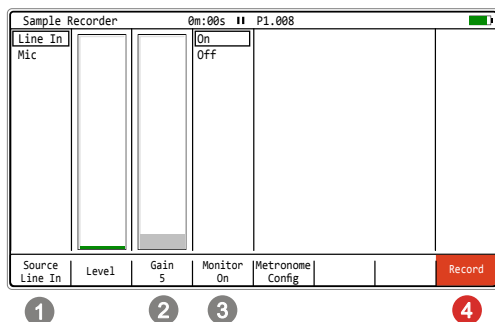 Sample Recorder 0m:00s II P1.008
Line In On
Mic Off
Source Level Gain Monitor Metronome Record
Line In 5 On Config
1 2 3 4